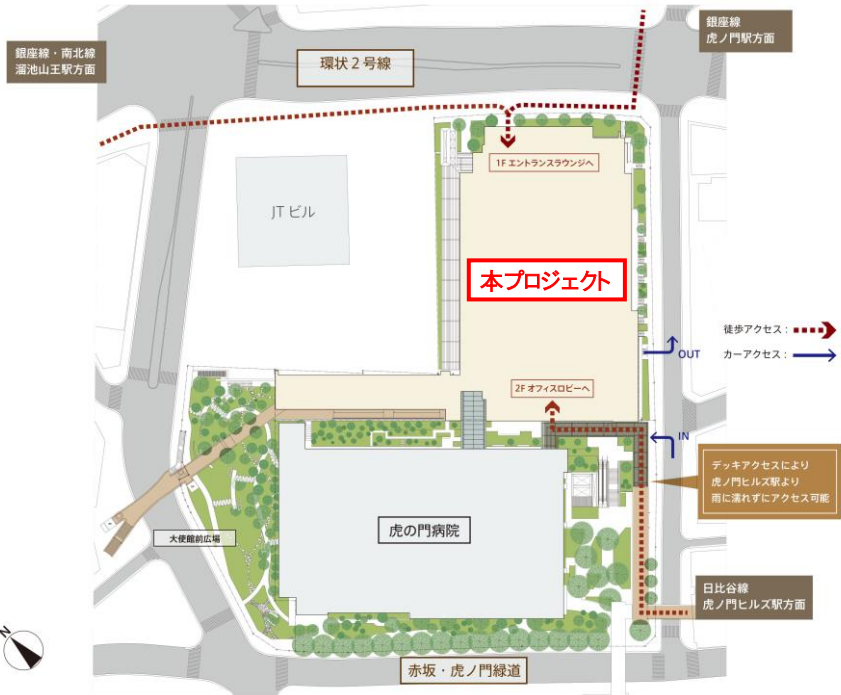 銀座線・南北線
溜池山王駅方面
環状2号線
銀座線
虎ノ門駅方面
1F エントランスラウンジへ
JT ビル
本プロジェクト
徒歩アクセス：
カーアクセス：
OUT
2F オフィスロビーへ
IN
デッキアクセスにより
虎ノ門ヒルズ駅より
雨に濡れずにアクセス可能
虎の門病院
大使館前広場
日比谷線
虎ノ門ヒルズ駅方面
赤坂・虎ノ門緑道
N